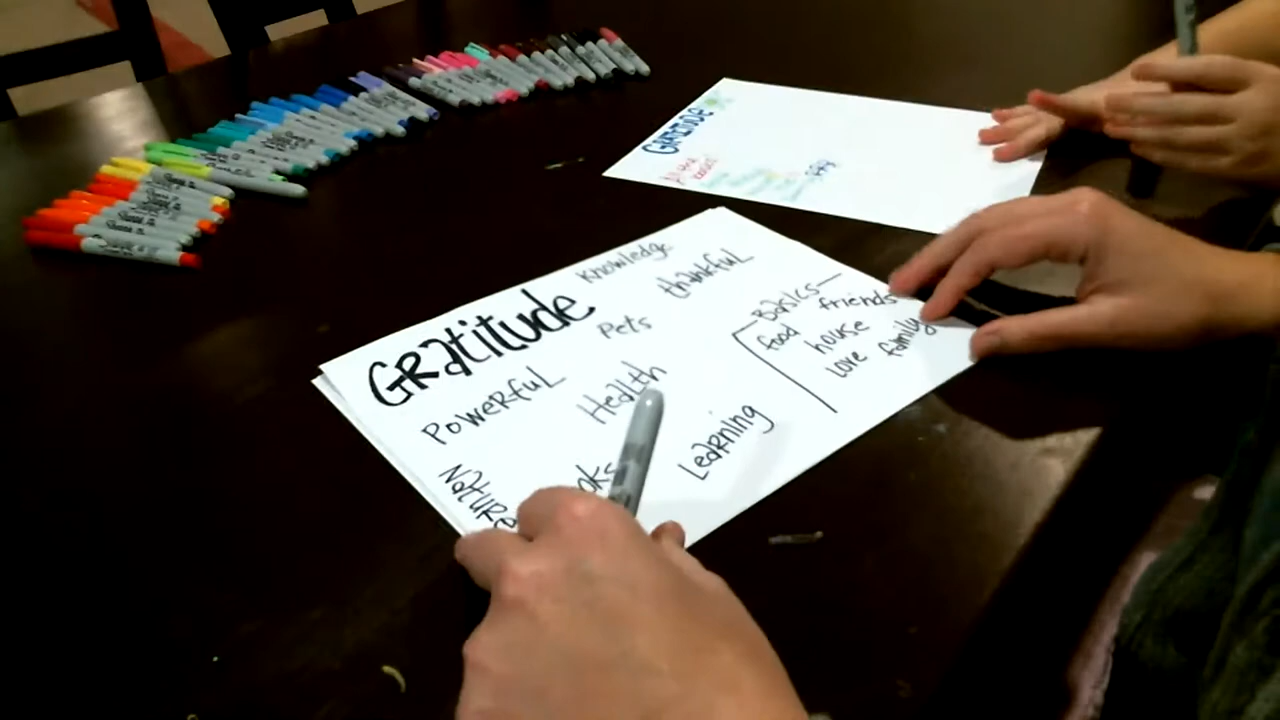 Gratitude
Knowledge
thankful
Pets
Powerful
Health
Basics
food friends
house
love family
Learning
Nature
Gratitude